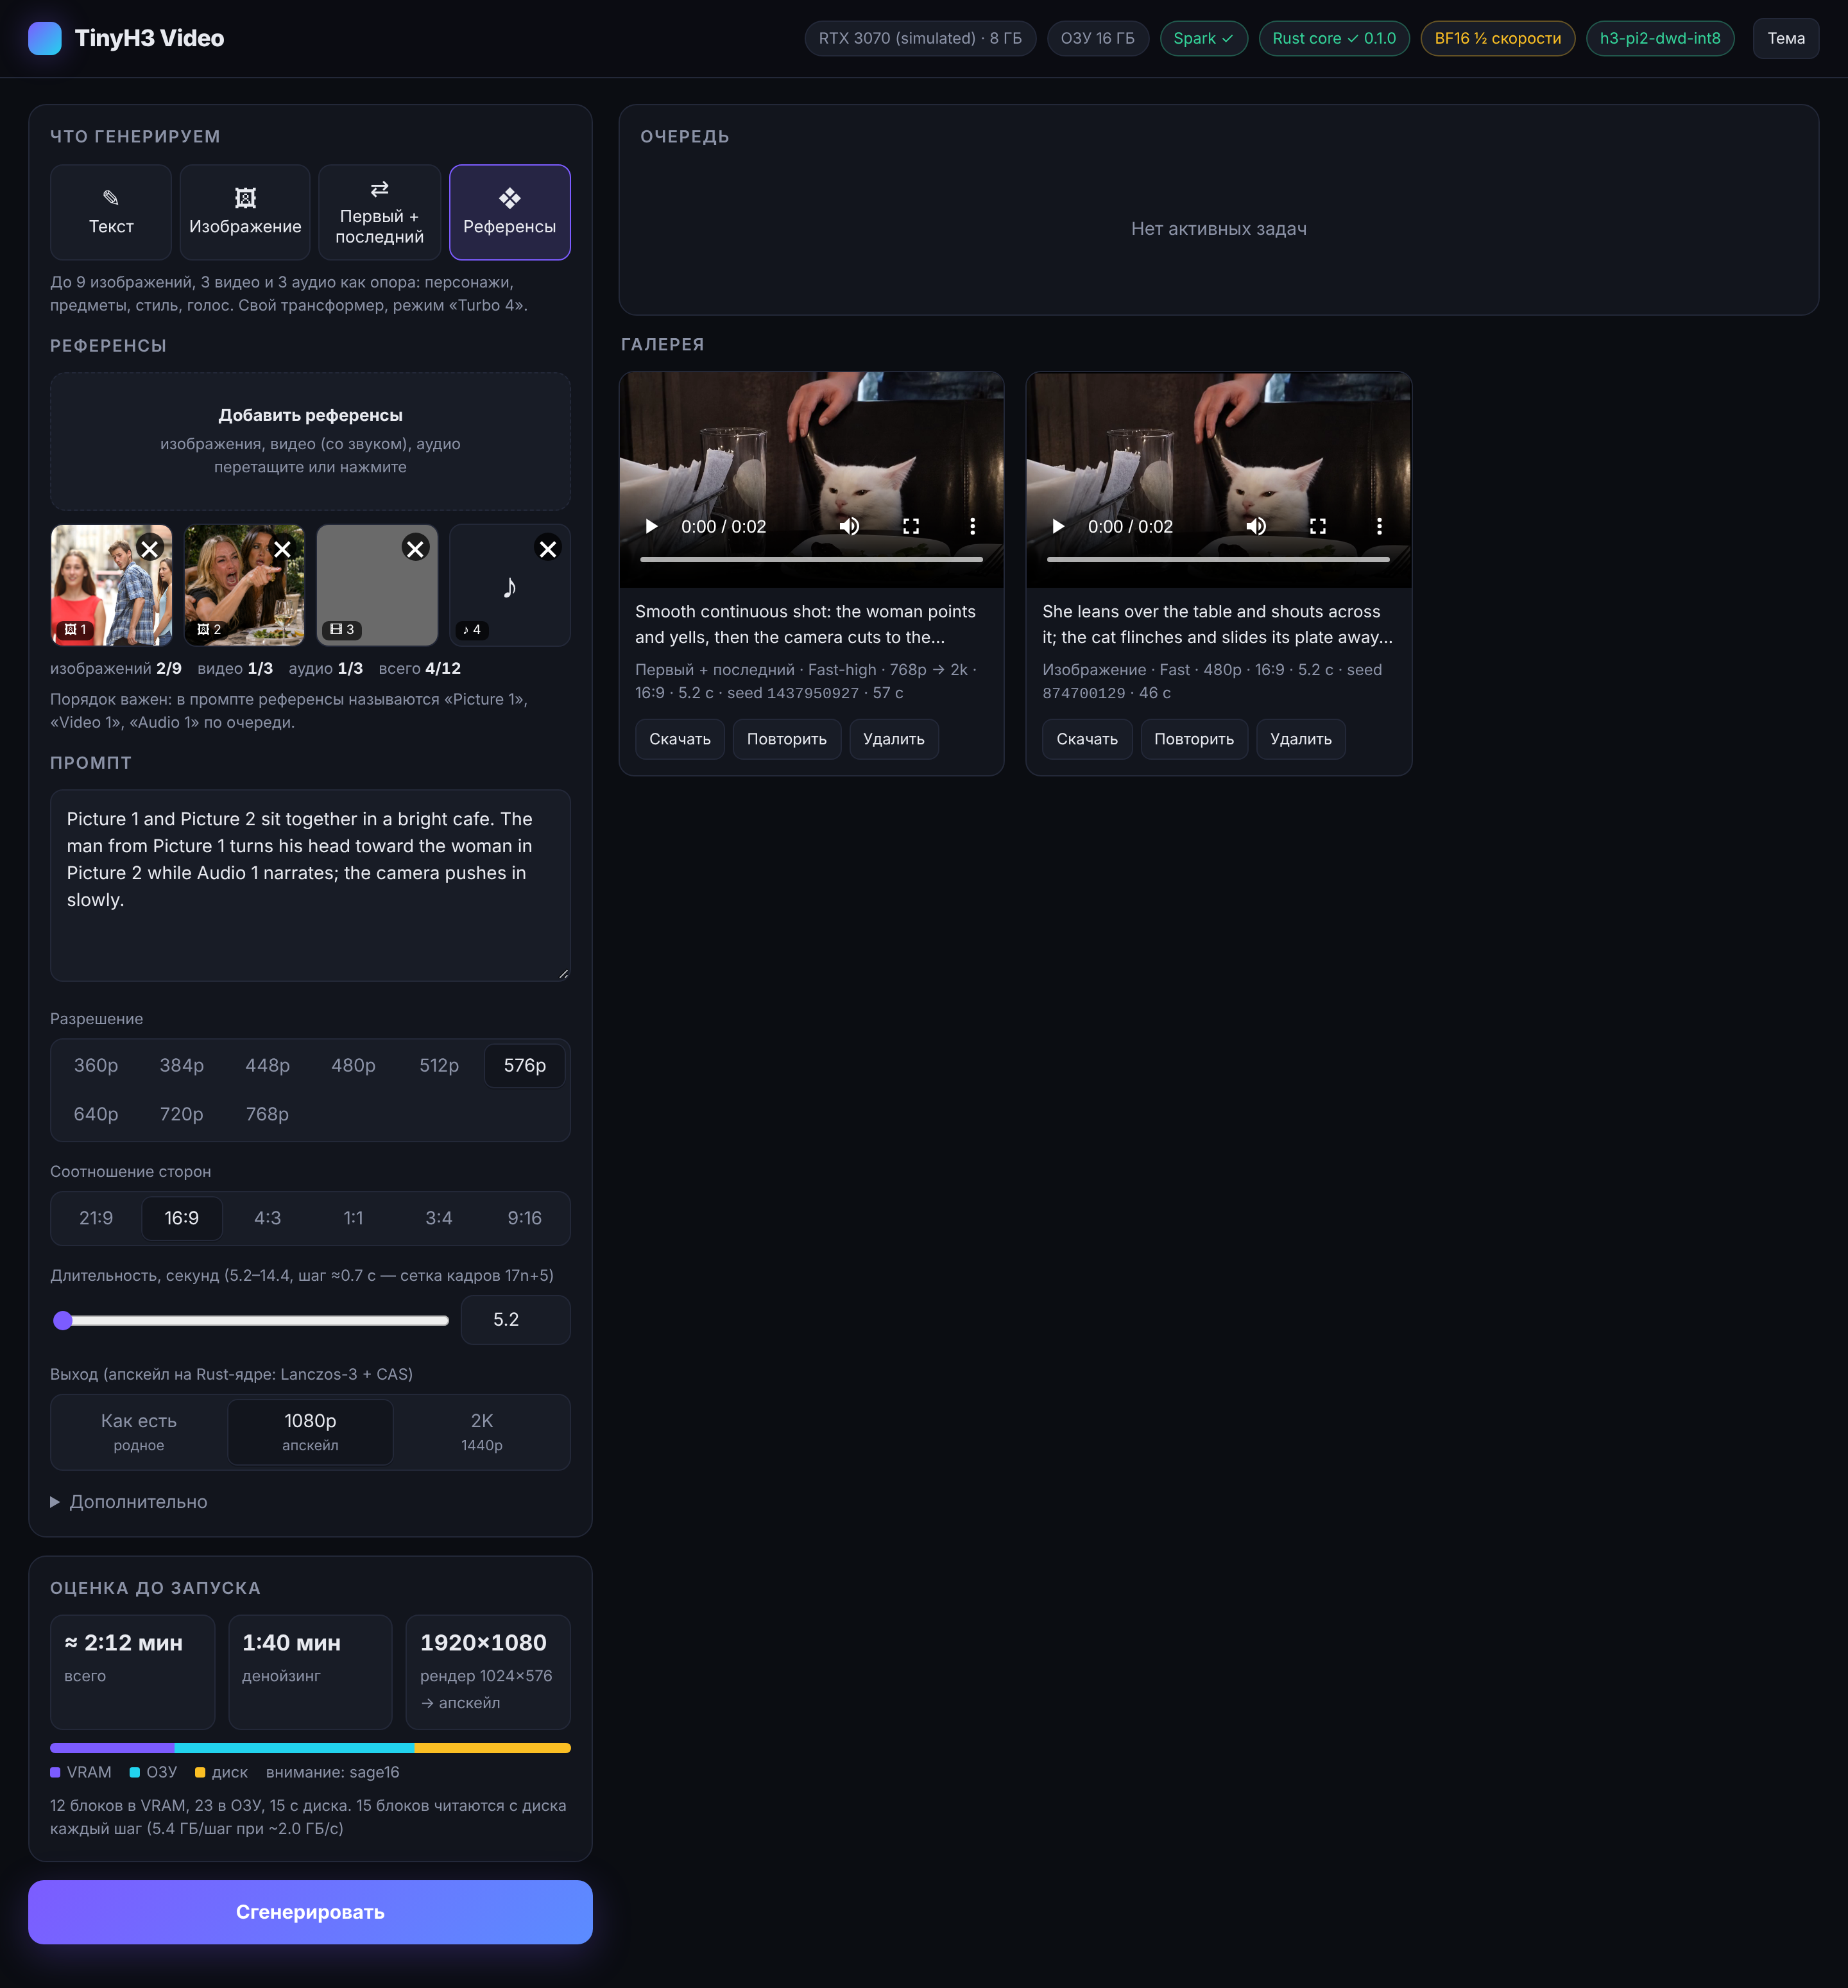 TinyH3 Video
RTX 3070 (simulated) · 8 ГБ
ОЗУ 16 ГБ
Spark ✓
Rust core ✓ 0.1.0
BF16 ½ скорости
h3-pi2-dwd-int8
Тема
ЧТО ГЕНЕРИРУЕМ
Текст
Изображение
Первый +
последний
Референсы
До 9 изображений, 3 видео и 3 аудио как опора: персонажи,
предметы, стиль, голос. Свой трансформер, режим «Turbo 4».
РЕФЕРЕНСЫ
Добавить референсы
изображения, видео (со звуком), аудио
перетащите или нажмите
1
2
3
♪ 4
изображений 2/9 видео 1/3 аудио 1/3 всего 4/12
Порядок важен: в промпте референсы называются «Picture 1»,
«Video 1», «Audio 1» по очереди.
ПРОМПТ
Picture 1 and Picture 2 sit together in a bright cafe. The
man from Picture 1 turns his head toward the woman in
Picture 2 while Audio 1 narrates; the camera pushes in
slowly.
Разрешение
360p 384p 448p 480p 512p 576p
640p 720p 768p
Соотношение сторон
21:9 16:9 4:3 1:1 3:4 9:16
Длительность, секунд (5.2–14.4, шаг ≈0.7 с — сетка кадров 17n+5)
5.2
Выход (апскейл на Rust-ядре: Lanczos-3 + CAS)
Как есть
родное
1080p
апскейл
2K
1440p
Дополнительно
ОЦЕНКА ДО ЗАПУСКА
≈ 2:12 мин
всего
1:40 мин
денойзинг
1920×1080
рендер 1024×576
→ апскейл
VRAM ОЗУ диск внимание: sage16
12 блоков в VRAM, 23 в ОЗУ, 15 с диска. 15 блоков читаются с диска
каждый шаг (5.4 ГБ/шаг при ~2.0 ГБ/с)
Сгенерировать
ОЧЕРЕДЬ
Нет активных задач
ГАЛЕРЕЯ
0:00 / 0:02
Smooth continuous shot: the woman points
and yells, then the camera cuts to the...
Первый + последний · Fast-high · 768p → 2k ·
16:9 · 5.2 с · seed 1437950927 · 57 с
Скачать Повторить Удалить
0:00 / 0:02
She leans over the table and shouts across
it; the cat flinches and slides its plate away...
Изображение · Fast · 480p · 16:9 · 5.2 с · seed
874700129 · 46 с
Скачать Повторить Удалить